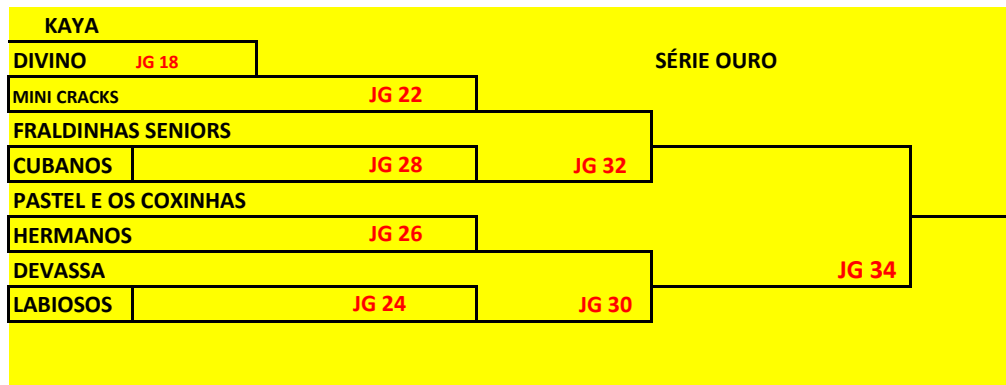 KAYA
DIVINO JG 18 SÉRIE OURO
MINI CRACKS JG 22
FRALDINHAS SENIORS
CUBANOS JG 28 JG 32
PASTEL E OS COXINHAS
HERMANOS JG 26
DEVASSA JG 34
LABIOSOS JG 24 JG 30